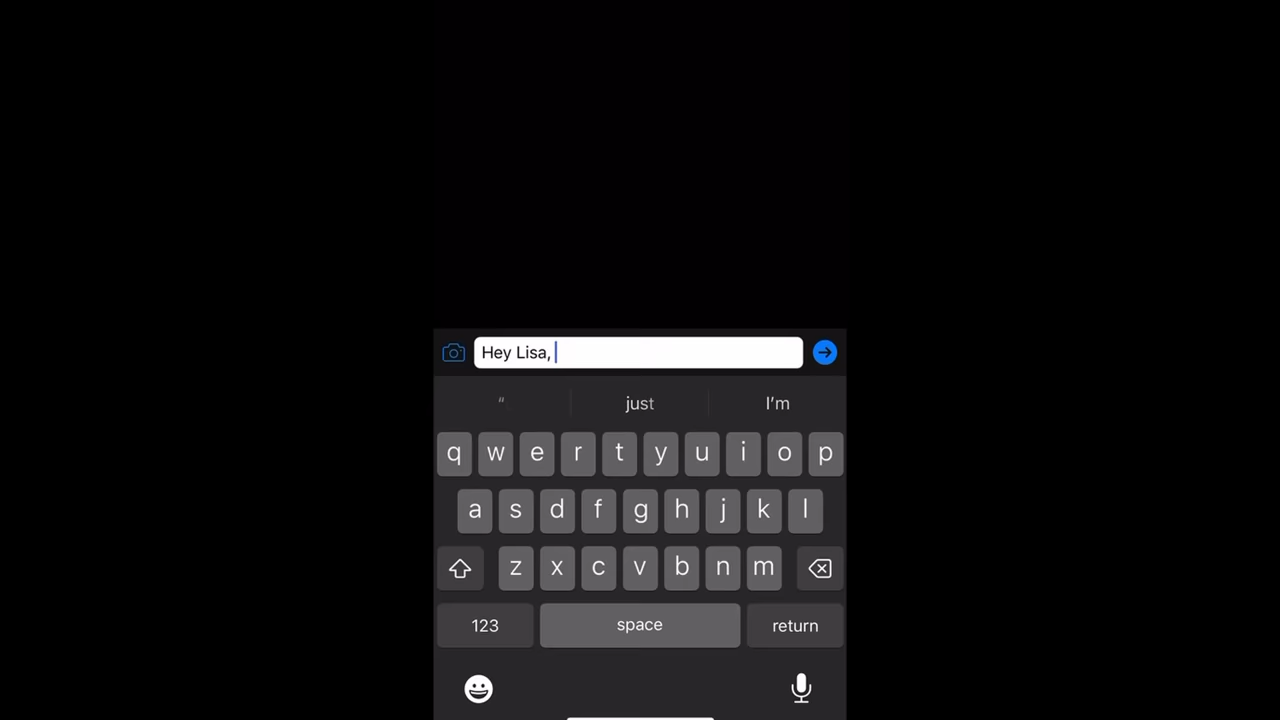 Hey Lisa,
" just I'm
q w e r t y u i o p
a s d f g h j k l
z x c v b n m
123 space return